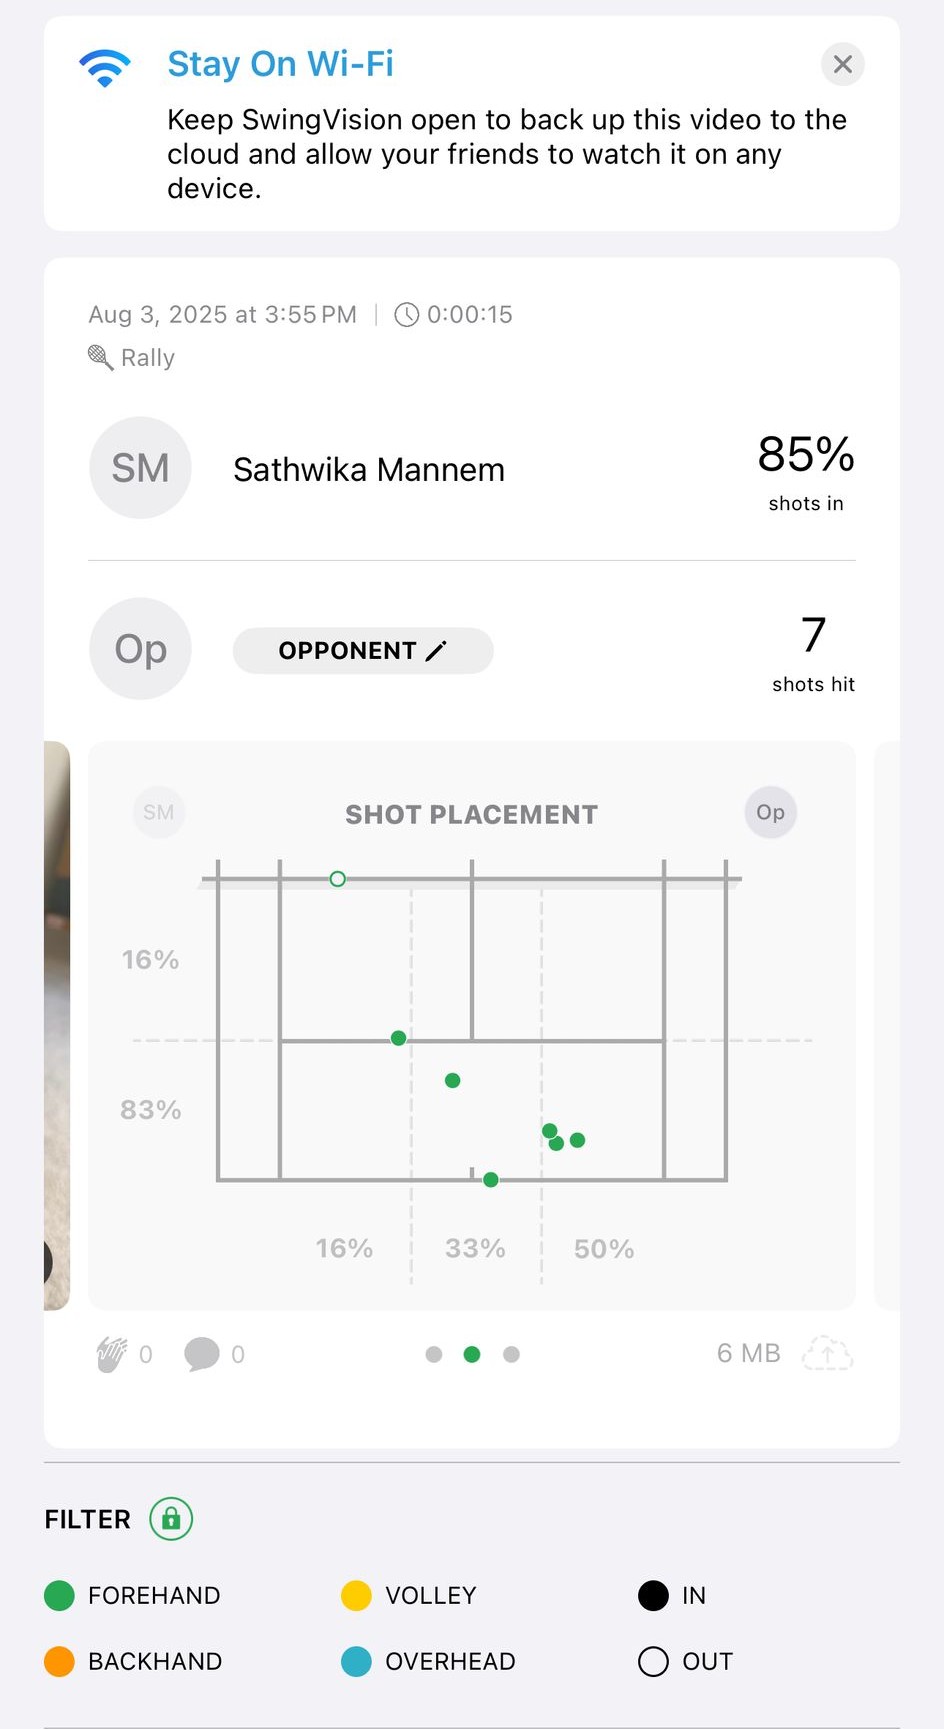 Stay On Wi-Fi
Keep SwingVision open to back up this video to the
cloud and allow your friends to watch it on any
device.
Aug 3, 2025 at 3:55 PM | 0:00:15
Rally
SM Sathwika Mannem 85%
shots in
Op OPPONENT 7
shots hit
SM SHOT PLACEMENT Op
16%
83%
16% 33% 50%
0 0 6 MB
FILTER
FOREHAND VOLLEY IN
BACKHAND OVERHEAD OUT